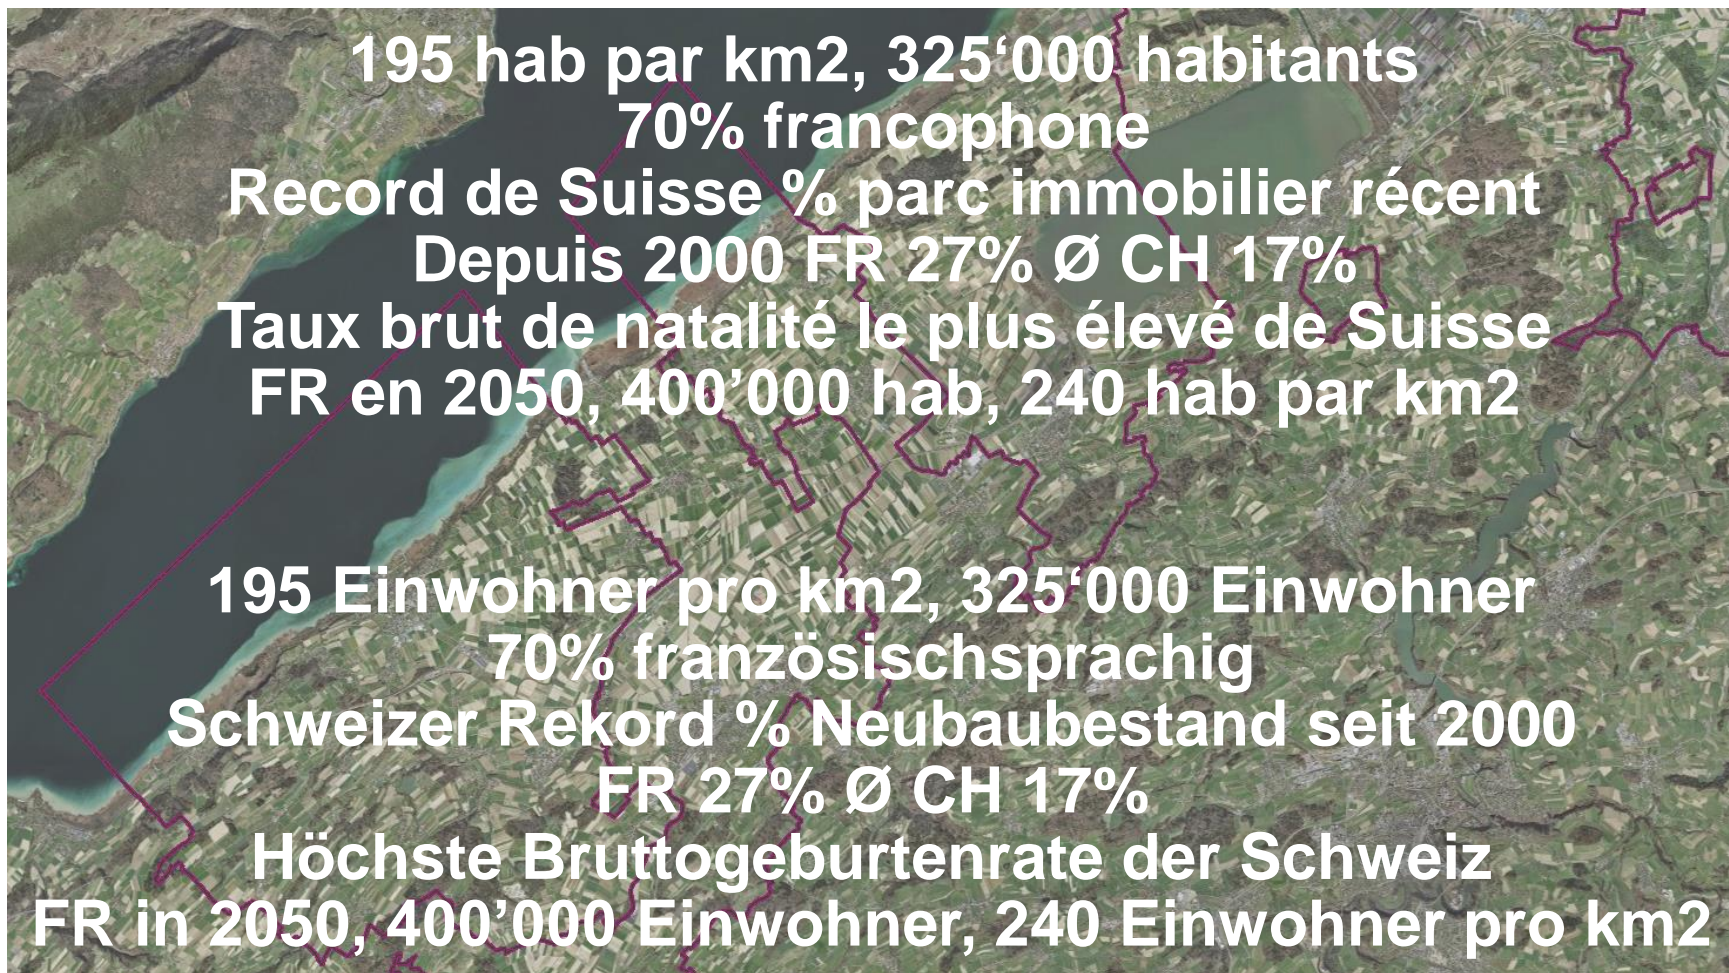 195 hab par km2, 325‘000 habitants
70% francophone
Record de Suisse % parc immobilier récent
Depuis 2000 FR 27% Ø CH 17%
Taux brut de natalité le plus élevé de Suisse
FR en 2050, 400’000 hab, 240 hab par km2
195 Einwohner pro km2, 325‘000 Einwohner
70% französischsprachig
Schweizer Rekord % Neubaubestand seit 2000
FR 27% Ø CH 17%
Höchste Bruttogeburtenrate der Schweiz
FR in 2050, 400’000 Einwohner, 240 Einwohner pro km2